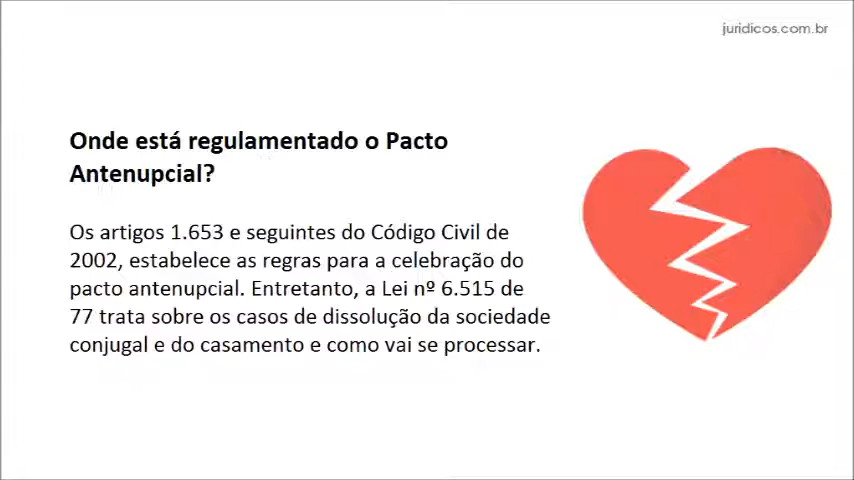 juridicos.com.br
Onde está regulamentado o Pacto
Antenupcial?
Os artigos 1.653 e seguintes do Código Civil de
2002, estabelece as regras para a celebração do
pacto antenupcial. Entretanto, a Lei nº 6.515 de
77 trata sobre os casos de dissolução da sociedade
conjugal e do casamento e como vai se processar.